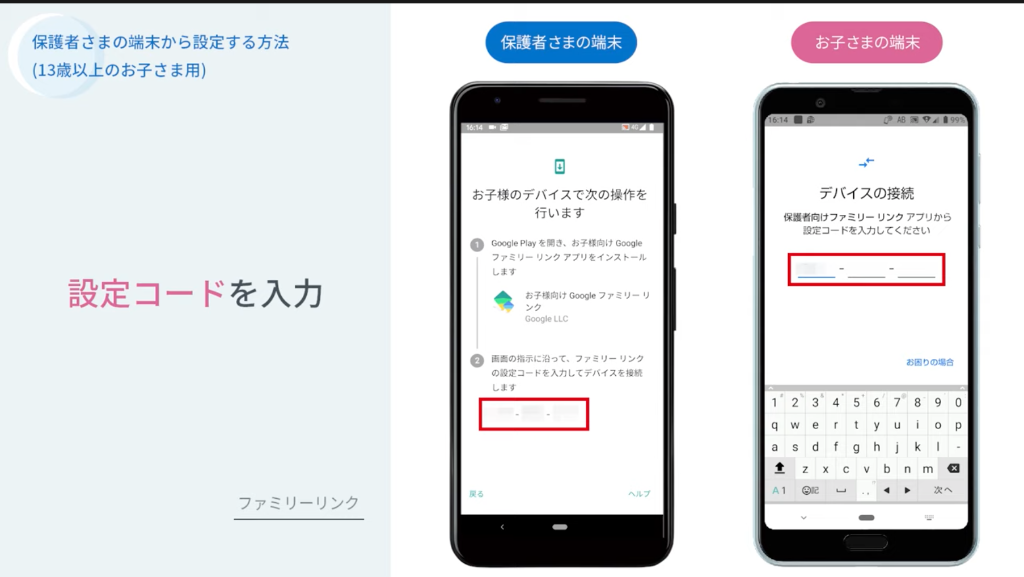 保護者さまの端末から設定する方法
(13歳以上のお子さま用)
設定コードを入力
ファミリーリンク
保護者さまの端末
16:14
4G
お子様のデバイスで次の操作を
行います
1
Google Play を開き、お子様向け Google
ファミリー リンク アプリをインストール
します
お子様向け Google ファミリー リ
ンク
Google LLC
2
画面の指示に沿って、ファミリー リンク
の設定コードを入力してデバイスを接続
します
- -
戻る
ヘルプ
お子さまの端末
16:14
99%
デバイスの接続
保護者向けファミリー リンク アプリから
設定コードを入力してください
- -
お困りの場合
1 2 3 4 5 6 7 8 9 0
q w e r t y u i o p
a s d f g h j k l -
z x c v b n m
A1 記 ., 次へ